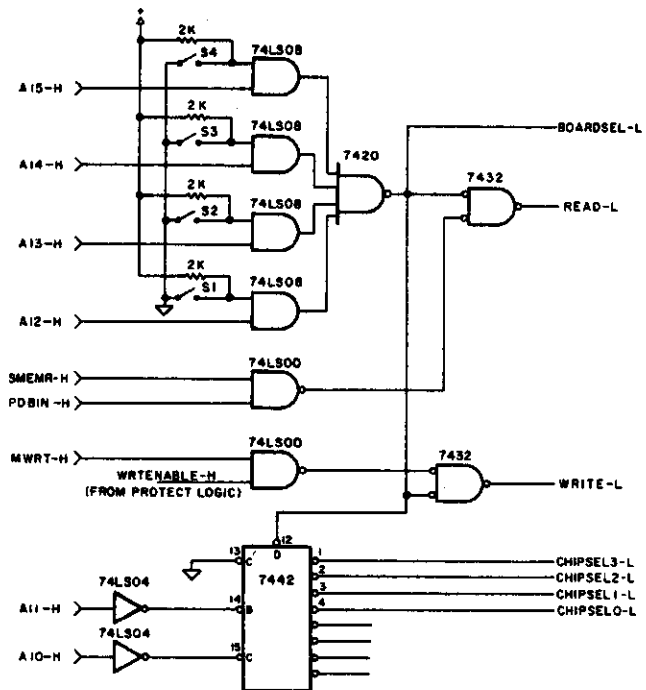 +
2K
S4
74LS08
A15-H
2K
S3
74LS08
A14-H
7420
BOARDSEL-L
7432
READ-L
2K
S2
74LS08
A13-H
2K
S1
74LS08
A12-H
74LS00
SMEMR-H
PDBIN-H
74LS00
MWRT-H
WRTENABLE-H
(FROM PROTECT LOGIC)
7432
WRITE-L
12
D
13
C
7442
1
CHIPSEL3-L
2
CHIPSEL2-L
3
CHIPSEL1-L
4
CHIPSEL0-L
74LS04
A11-H
14
B
74LS04
A10-H
15
C